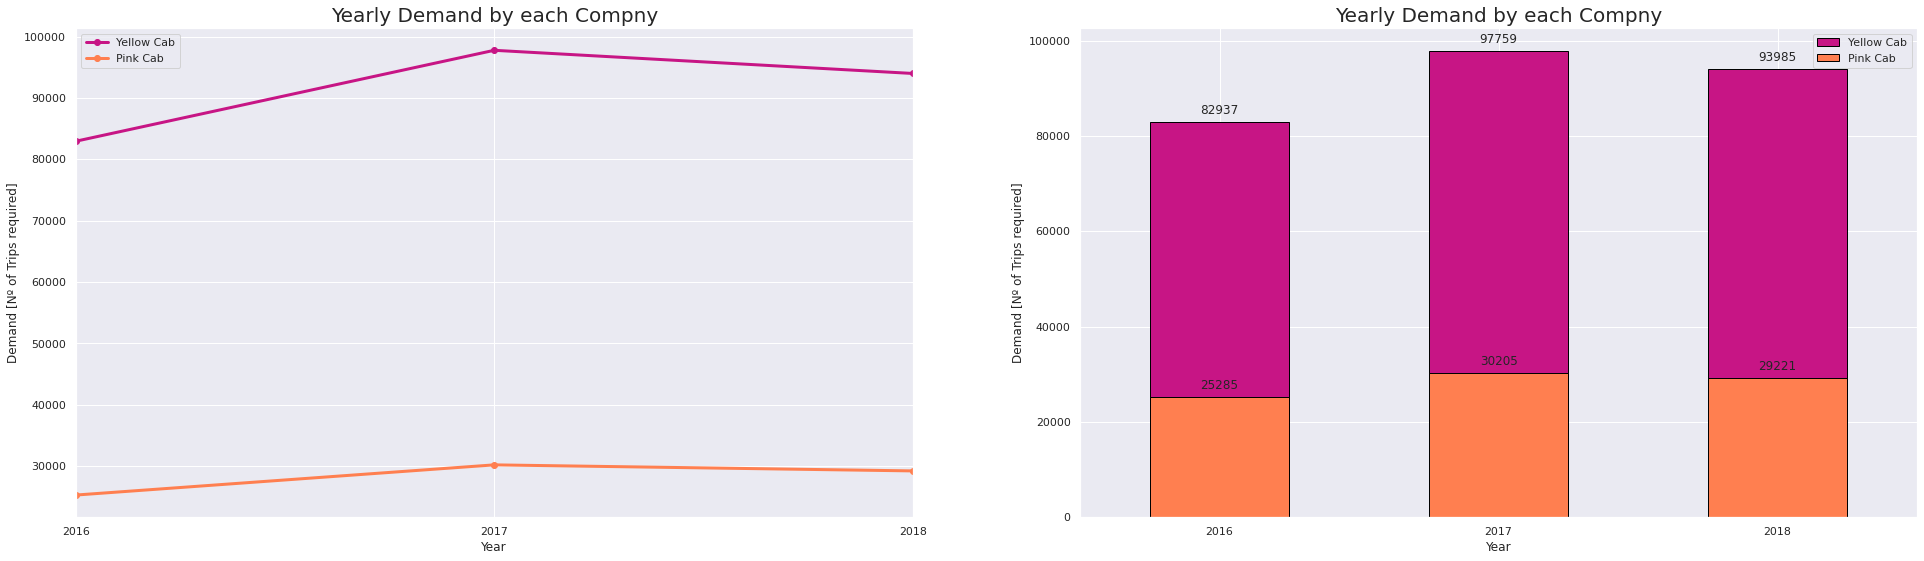 Yearly Demand by each Compny
Yellow Cab
Pink Cab
100000
90000
80000
70000
60000
50000
40000
30000
Demand [Nº of Trips required]
2016
2017
2018
Year
Yearly Demand by each Compny
Yellow Cab
Pink Cab
100000
80000
60000
40000
20000
0
Demand [Nº of Trips required]
82937
97759
93985
25285
30205
29221
2016
2017
2018
Year